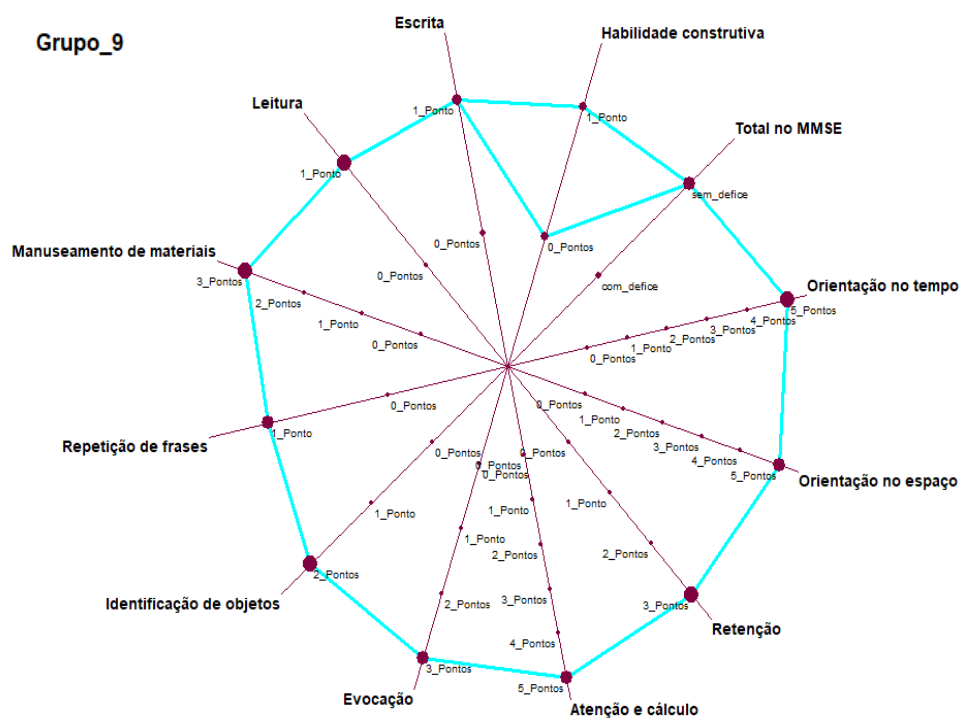 Grupo_9
Escrita
Habilidade construtiva
1_Ponto
1_Ponto
0_Pontos
0_Pontos
Total no MMSE
sem_defice
com_defice
Orientação no tempo
0_Pontos
1_Ponto
2_Pontos
3_Pontos
4_Pontos
5_Pontos
Orientação no espaço
0_Pontos
1_Ponto
2_Pontos
3_Pontos
4_Pontos
5_Pontos
Retenção
0_Pontos
1_Ponto
2_Pontos
3_Pontos
Atenção e cálculo
0_Pontos
1_Ponto
2_Pontos
3_Pontos
4_Pontos
5_Pontos
Evocação
0_Pontos
1_Ponto
2_Pontos
3_Pontos
Identificação de objetos
0_Pontos
1_Ponto
2_Pontos
Repetição de frases
0_Pontos
1_Ponto
Manuseamento de materiais
0_Pontos
1_Ponto
2_Pontos
3_Pontos
Leitura
0_Pontos
1_Ponto